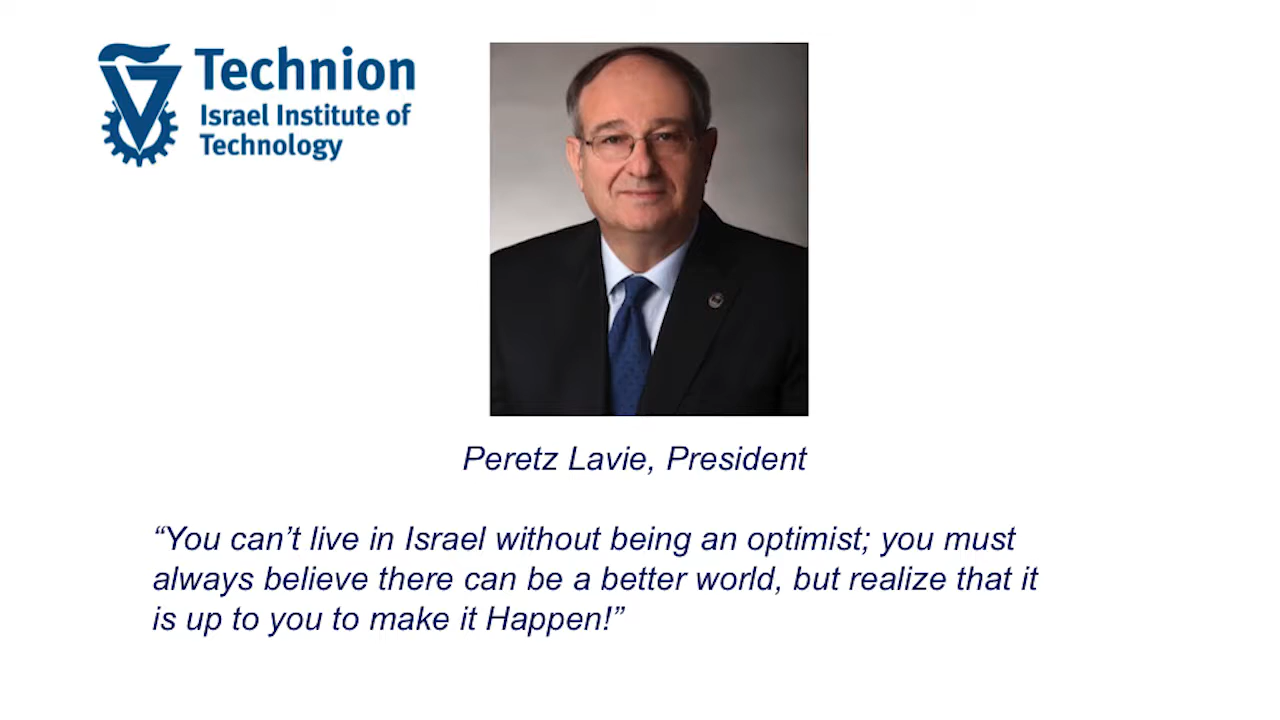 Technion
Israel Institute of
Technology
Peretz Lavie, President
“You can’t live in Israel without being an optimist; you must
always believe there can be a better world, but realize that it
is up to you to make it Happen!”